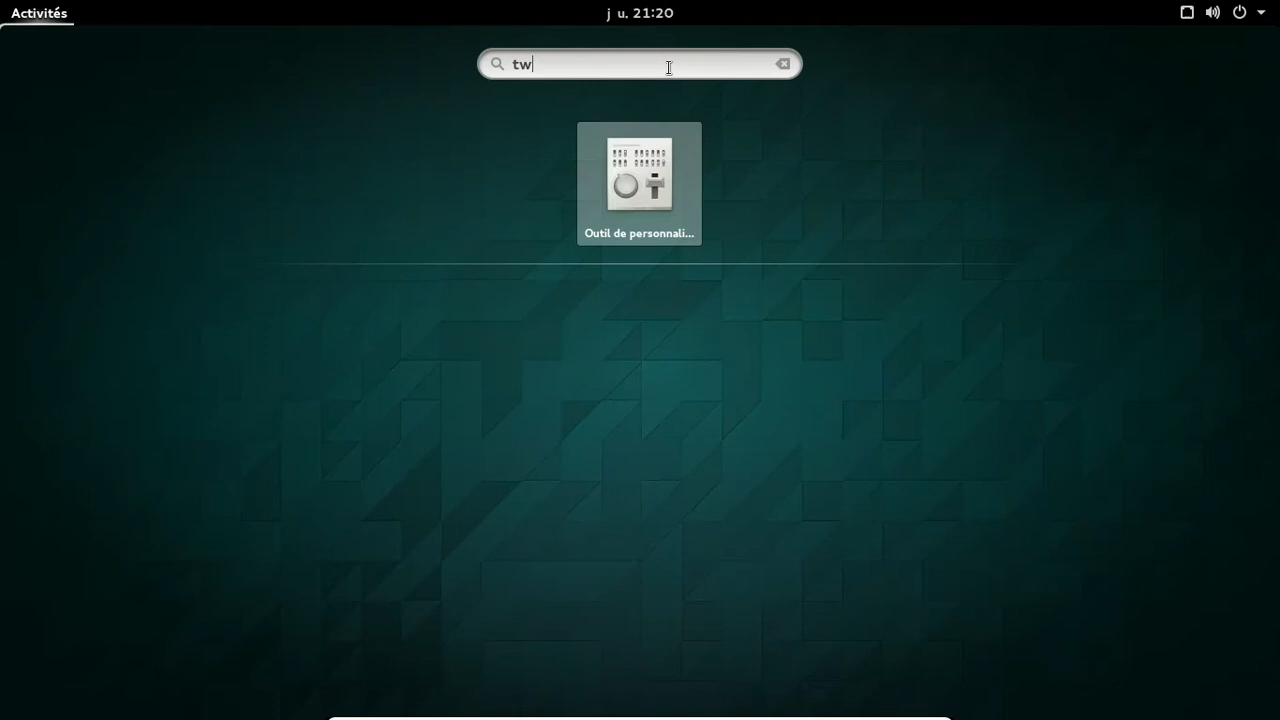 Activités
j u. 21:20
tw
Outil de personnali...